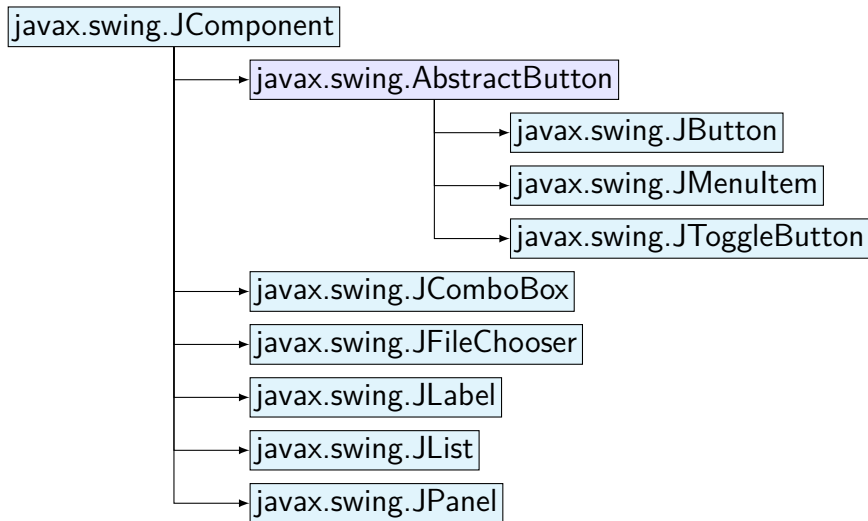 javax.swing.JComponent
javax.swing.AbstractButton
javax.swing.JButton
javax.swing.JMenuItem
javax.swing.JToggleButton
javax.swing.JComboBox
javax.swing.JFileChooser
javax.swing.JLabel
javax.swing.JList
javax.swing.JPanel